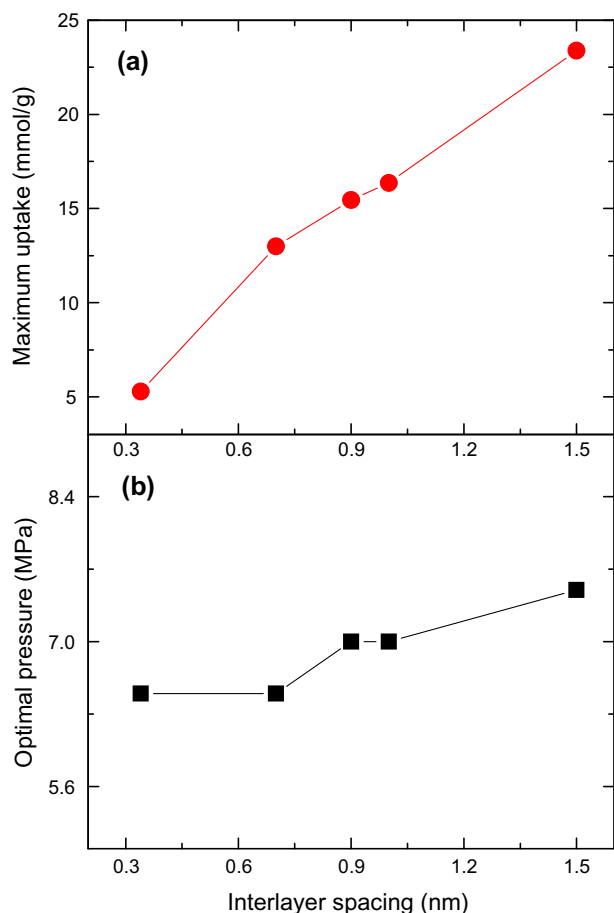 (a)
Maximum uptake (mmol/g)
25
20
15
10
5
0.3 0.6 0.9 1.2 1.5
(b)
Optimal pressure (MPa)
8.4
7.0
5.6
0.3 0.6 0.9 1.2 1.5
Interlayer spacing (nm)